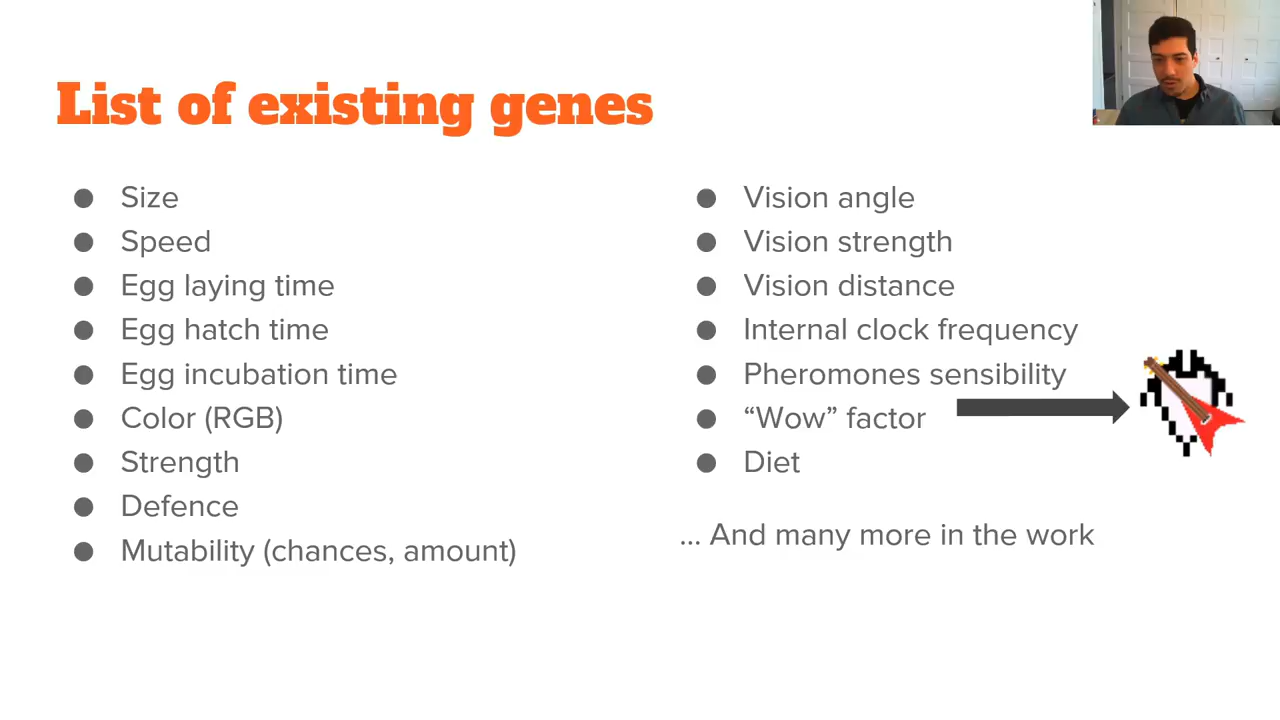 List of existing genes
● Size
● Speed
● Egg laying time
● Egg hatch time
● Egg incubation time
● Color (RGB)
● Strength
● Defence
● Mutability (chances, amount)
● Vision angle
● Vision strength
● Vision distance
● Internal clock frequency
● Pheromones sensibility
● “Wow” factor
● Diet
... And many more in the work